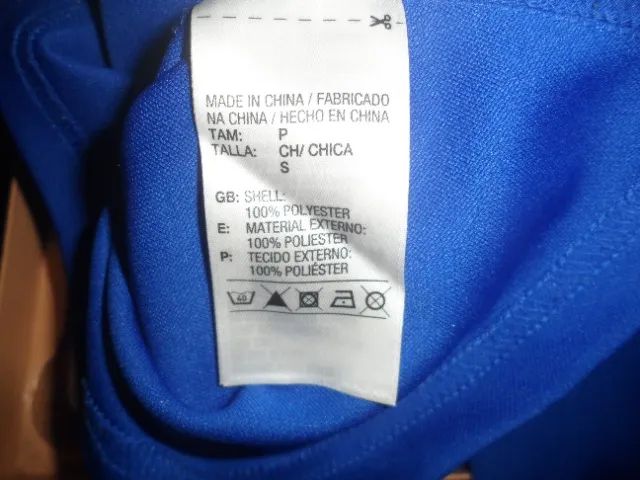 MADE IN CHINA / FABRICADO
NA CHINA / HECHO EN CHINA
TAM: P
TALLA: CH/ CHICA
S
GB: SHELL:
100% POLYESTER
E: MATERIAL EXTERNO:
100% POLIESTER
P: TECIDO EXTERNO:
100% POLIÉSTER
40